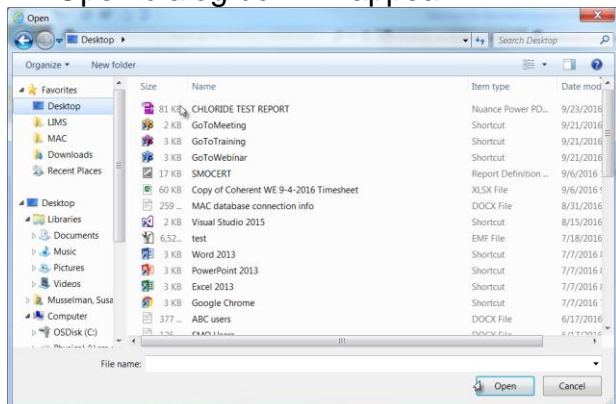 Open
Desktop
Search Desktop
Organize New folder
Favorites
Desktop
LIMS
MAC
Downloads
Recent Places
Desktop
Libraries
Documents
Music
Pictures
Videos
Musselman, Susa
Computer
OSDisk (C:)
Size Name Item type Date mod
81 KB CHLORIDE TEST REPORT Nuance Power PD... 9/23/2016
2 KB GoToMeeting Shortcut 9/21/2016
3 KB GoToTraining Shortcut 9/21/2016
3 KB GoToWebinar Shortcut 9/21/2016
17 KB SMOCERT Report Definition ... 9/6/2016
60 KB Copy of Coherent WE 9-4-2016 Timesheet XLSX File 9/6/2016
259 ... MAC database connection info DOCX File 8/31/2016
2 KB Visual Studio 2015 Shortcut 8/15/2016
6,52... test EMF File 7/18/2016
3 KB Word 2013 Shortcut 7/7/2016
3 KB PowerPoint 2013 Shortcut 7/7/2016
3 KB Excel 2013 Shortcut 7/7/2016
3 KB Google Chrome Shortcut 7/7/2016
377 ... ABC users DOCX File 6/17/2016
File name:
Open Cancel